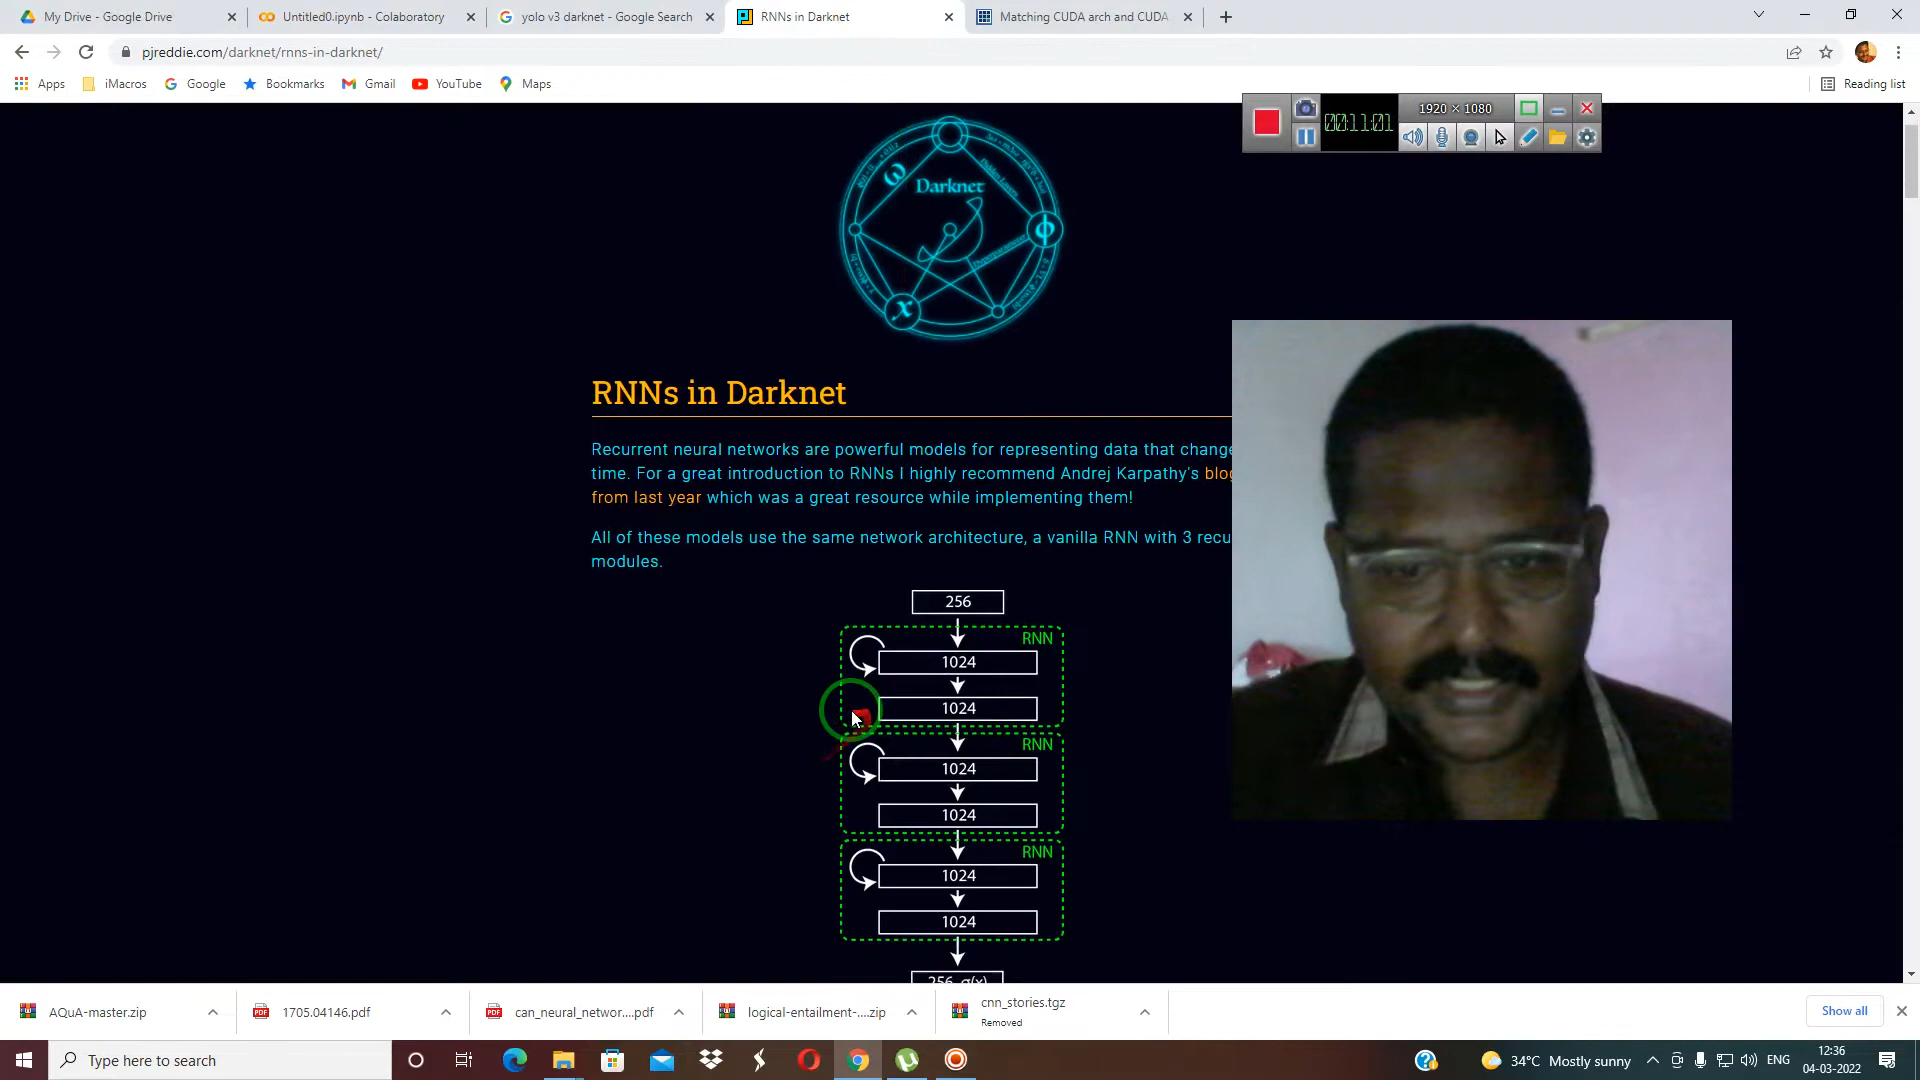 My Drive - Google Drive
Untitled0.ipynb - Colaboratory
yolo v3 darknet - Google Search
RNNs in Darknet
Matching CUDA arch and CUDA
pjreddie.com/darknet/rnns-in-darknet/
Apps
iMacros
Google
Bookmarks
Gmail
YouTube
Maps
Reading list
00:11:01
1920 × 1080
Darknet
ω
ϕ
x
RNNs in Darknet
Recurrent neural networks are powerful models for representing data that change
time. For a great introduction to RNNs I highly recommend Andrej Karpathy's blog
from last year which was a great resource while implementing them!
All of these models use the same network architecture, a vanilla RNN with 3 recu
modules.
256
RNN
1024
1024
RNN
1024
1024
RNN
1024
1024
256 σ(x)
AQuA-master.zip
1705.04146.pdf
can_neural_networ....pdf
logical-entailment-....zip
cnn_stories.tgz
Removed
Show all
Type here to search
34°C Mostly sunny
ENG
12:36
04-03-2022